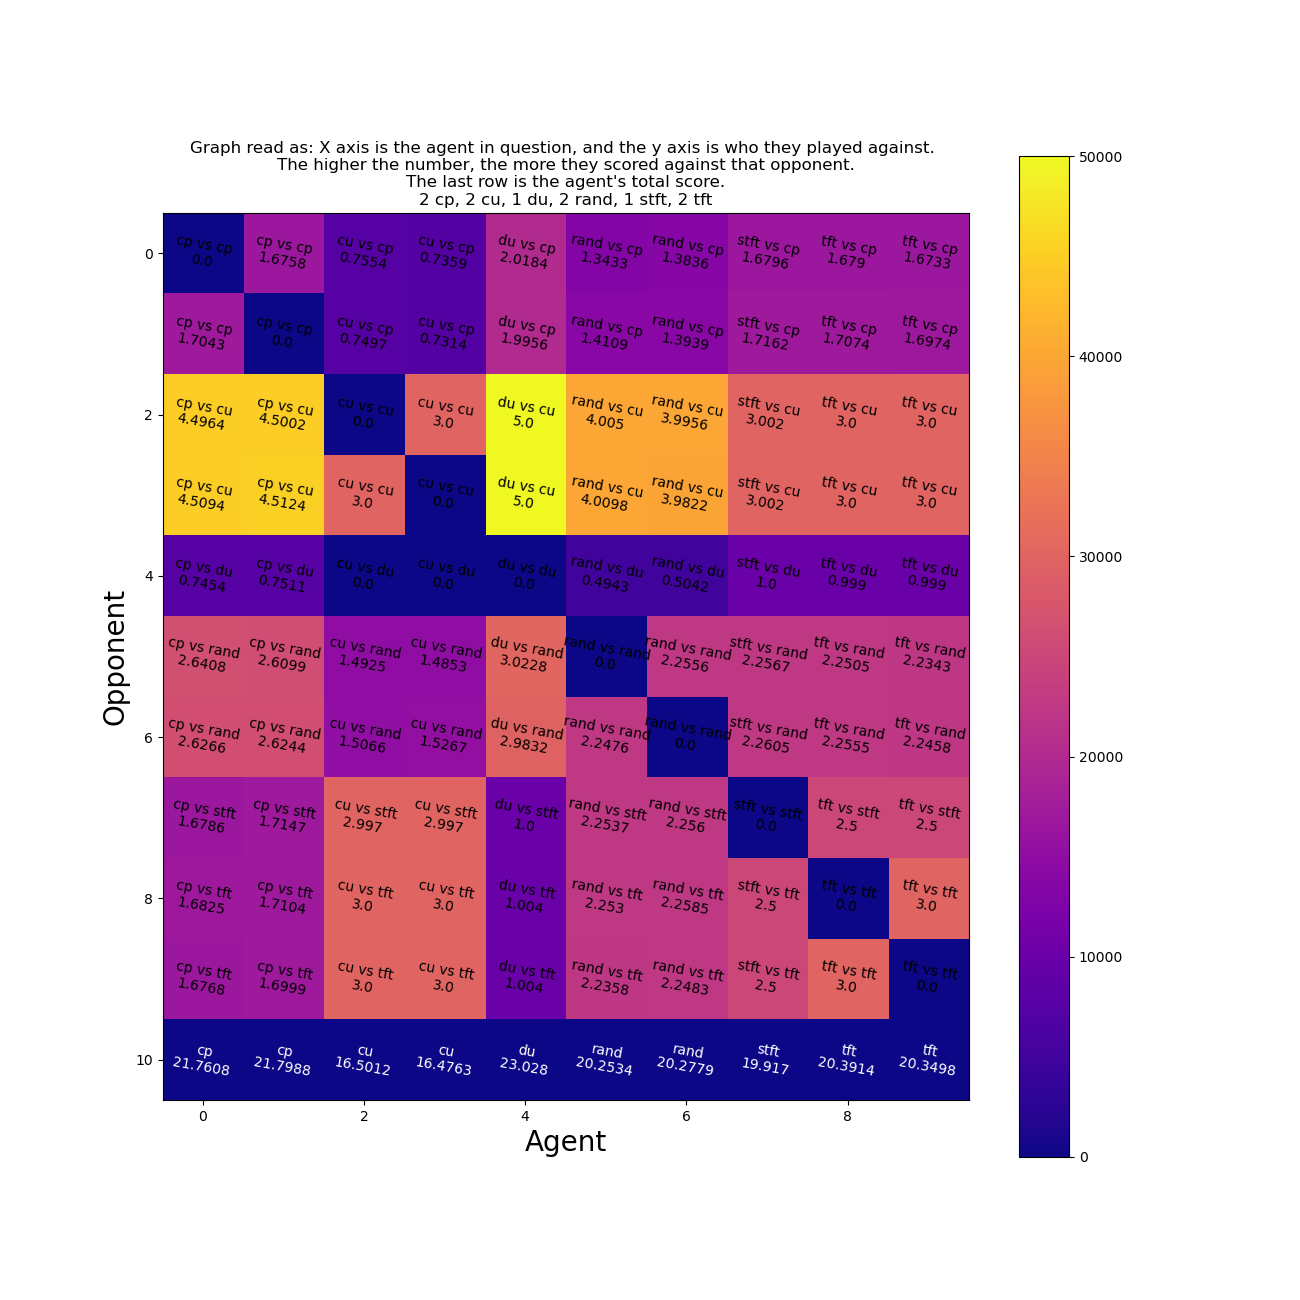 Graph read as: X axis is the agent in question, and the y axis is who they played against.
The higher the number, the more they scored against that opponent.
The last row is the agent's total score.
2 cp, 2 cu, 1 du, 2 rand, 1 stft, 2 tft
0
cp vs cp cp vs cp cu vs cp cu vs cp du vs cp rand vs cp rand vs cp stft vs cp tft vs cp tft vs cp
0.0 1.6758 0.7554 0.7359 2.0184 1.3433 1.3836 1.6796 1.679 1.6733
cp vs cp cp vs cp cu vs cp cu vs cp du vs cp rand vs cp rand vs cp stft vs cp tft vs cp tft vs cp
1.7043 0.0 0.7497 0.7314 1.9956 1.4109 1.3939 1.7162 1.7074 1.6974
2
cp vs cu cp vs cu cu vs cu cu vs cu du vs cu rand vs cu rand vs cu stft vs cu tft vs cu tft vs cu
4.4964 4.5002 0.0 3.0 5.0 4.005 3.9956 3.002 3.0 3.0
cp vs cu cp vs cu cu vs cu cu vs cu du vs cu rand vs cu rand vs cu stft vs cu tft vs cu tft vs cu
4.5094 4.5124 3.0 0.0 5.0 4.0098 3.9822 3.002 3.0 3.0
4
cp vs du cp vs du cu vs du cu vs du du vs du rand vs du rand vs du stft vs du tft vs du tft vs du
0.7454 0.7511 0.0 0.0 0.0 0.4943 0.5042 1.0 0.999 0.999
cp vs rand cp vs rand cu vs rand cu vs rand du vs rand rand vs rand rand vs rand stft vs rand tft vs rand tft vs rand
2.6408 2.6099 1.4925 1.4853 3.0228 0.0 2.2556 2.2567 2.2505 2.2343
6
cp vs rand cp vs rand cu vs rand cu vs rand du vs rand rand vs rand rand vs rand stft vs rand tft vs rand tft vs rand
2.6266 2.6244 1.5066 1.5267 2.9832 2.2476 0.0 2.2605 2.2555 2.2458
cp vs stft cp vs stft cu vs stft cu vs stft du vs stft rand vs stft rand vs stft stft vs stft tft vs stft tft vs stft
1.6786 1.7147 2.997 2.997 1.0 2.2537 2.256 0.0 2.5 2.5
8
cp vs tft cp vs tft cu vs tft cu vs tft du vs tft rand vs tft rand vs tft stft vs tft tft vs tft tft vs tft
1.6825 1.7104 3.0 3.0 1.004 2.253 2.2585 2.5 0.0 3.0
cp vs tft cp vs tft cu vs tft cu vs tft du vs tft rand vs tft rand vs tft stft vs tft tft vs tft tft vs tft
1.6768 1.6999 3.0 3.0 1.004 2.2358 2.2483 2.5 3.0 0.0
10
cp cp cu cu du rand rand stft tft tft
21.7608 21.7988 16.5012 16.4763 23.028 20.2534 20.2779 19.917 20.3914 20.3498
0 2 4 6 8
Agent
Opponent
50000
40000
30000
20000
10000
0